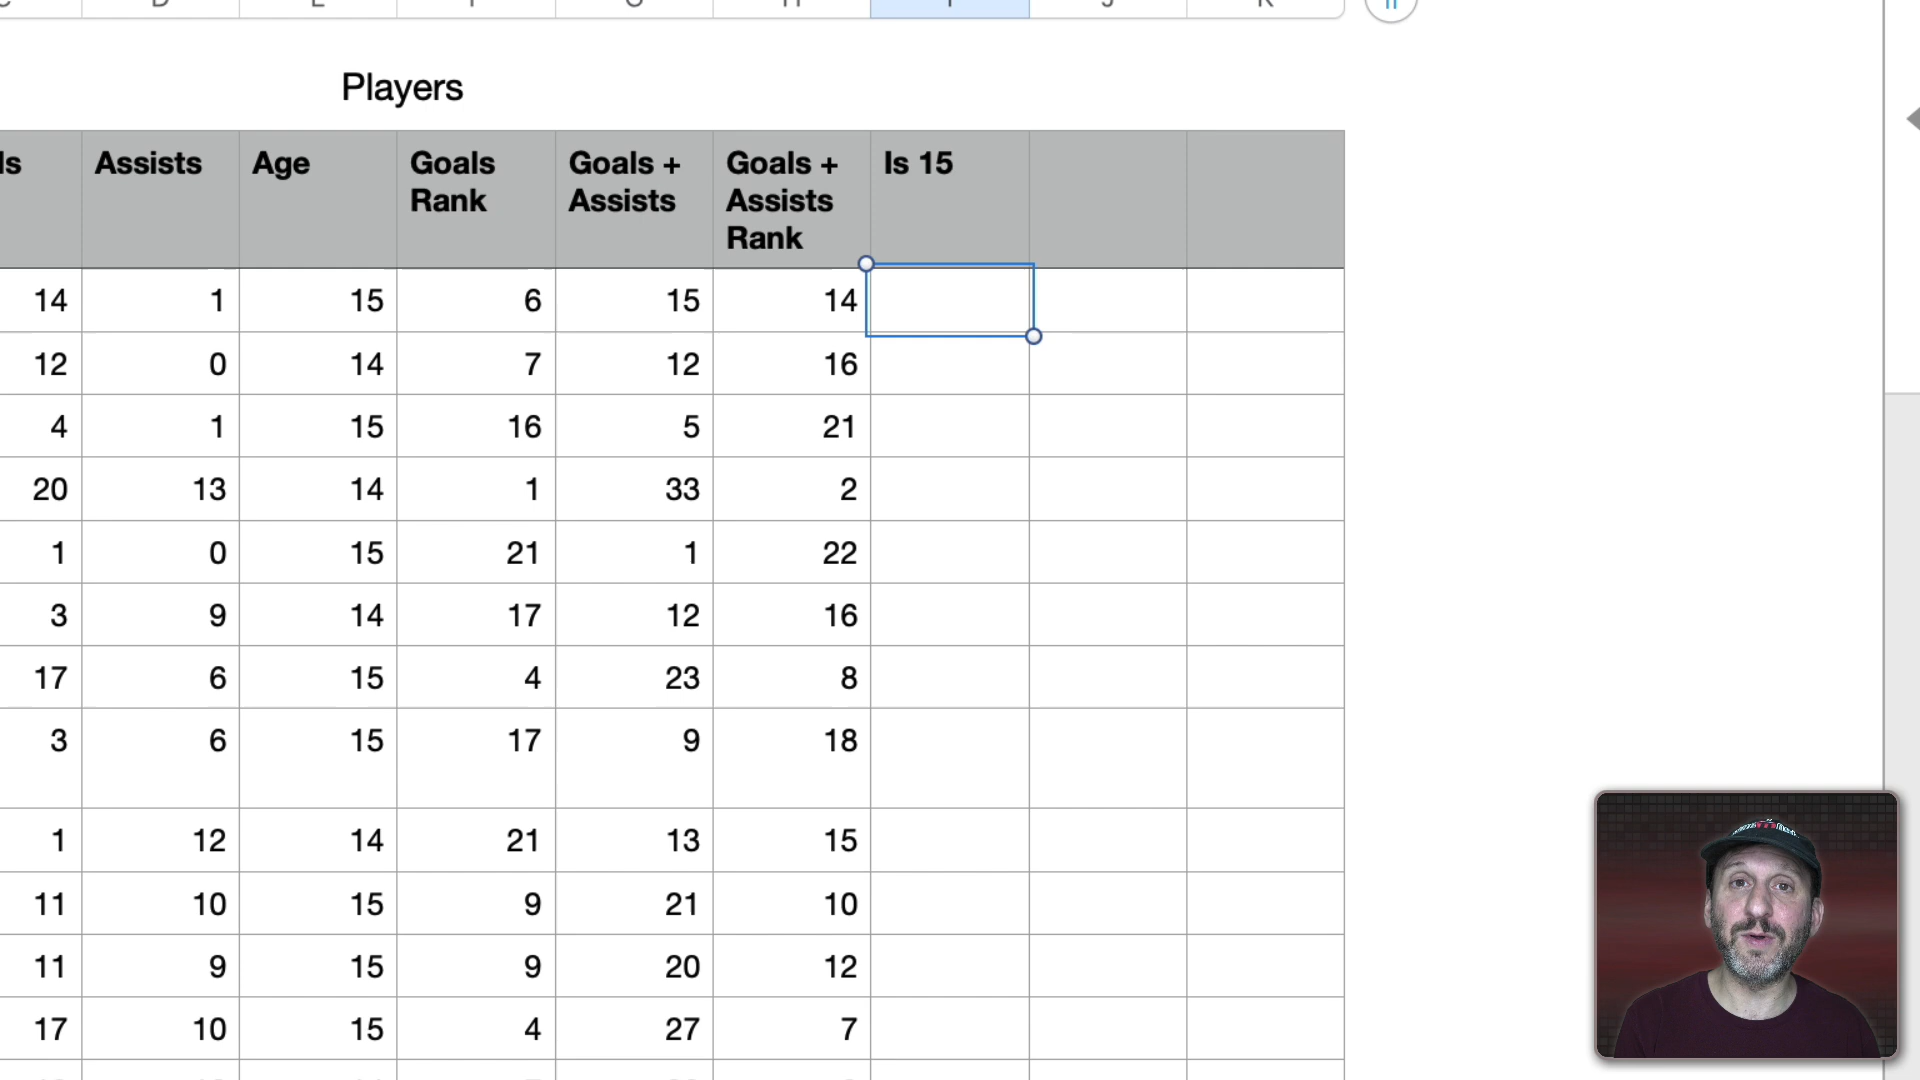 Players
ls Assists Age Goals Rank Goals + Assists Goals + Assists Rank Is 15
14 1 15 6 15 14
12 0 14 7 12 16
4 1 15 16 5 21
20 13 14 1 33 2
1 0 15 21 1 22
3 9 14 17 12 16
17 6 15 4 23 8
3 6 15 17 9 18
1 12 14 21 13 15
11 10 15 9 21 10
11 9 15 9 20 12
17 10 15 4 27 7